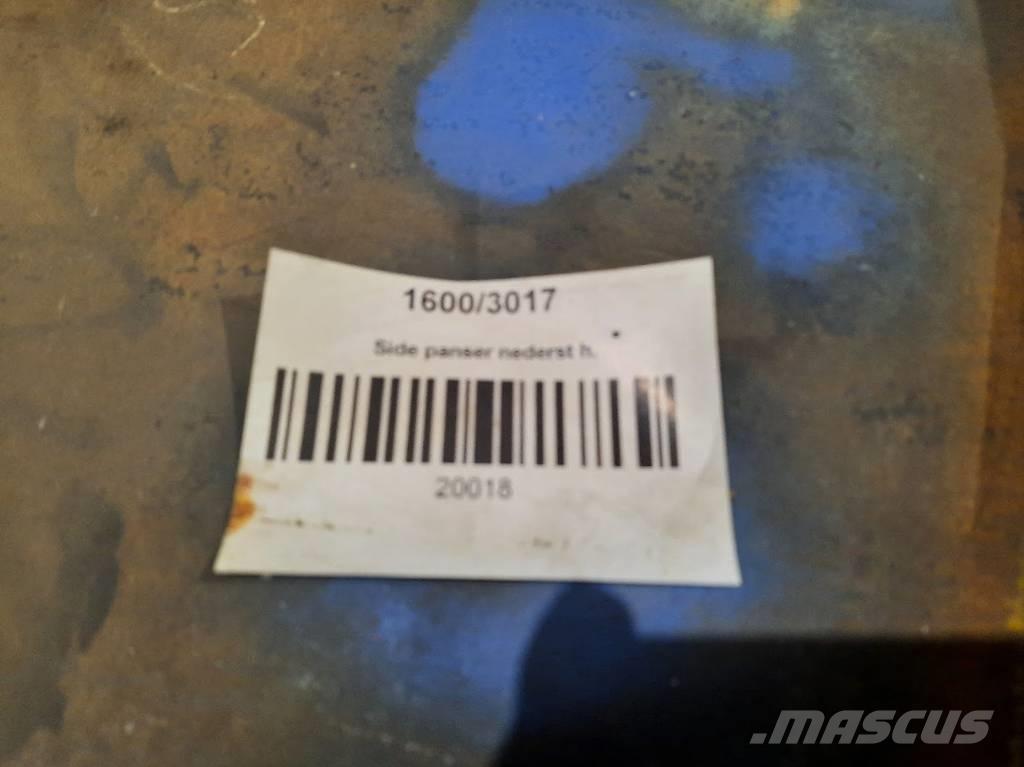 1600/3017
Side panser nederst h.
20018
.MASCUS